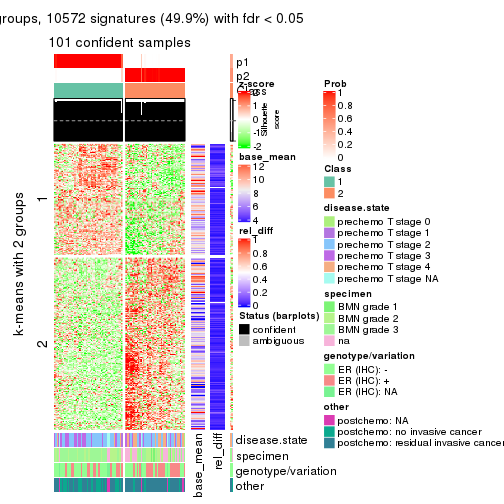 groups, 10572 signatures (49.9%) with fdr < 0.05
101 confident samples
p1
p2
Class
z-score
2
1
0
-1
-2
Silhouette
score
base_mean
12
10
8
6
4
rel_diff
1
0.8
0.6
0.4
0.2
0
Status (barplots)
confident
ambiguous
Prob
1
0.8
0.6
0.4
0.2
0
Class
1
2
disease.state
prechemo T stage 0
prechemo T stage 1
prechemo T stage 2
prechemo T stage 3
prechemo T stage 4
prechemo T stage NA
specimen
BMN grade 1
BMN grade 2
BMN grade 3
na
genotype/variation
ER (IHC): -
ER (IHC): +
ER (IHC): NA
other
postchemo: NA
postchemo: no invasive cancer
postchemo: residual invasive cancer
k-means with 2 groups
1
2
base_mean
rel_diff
disease.state
specimen
genotype/variation
other